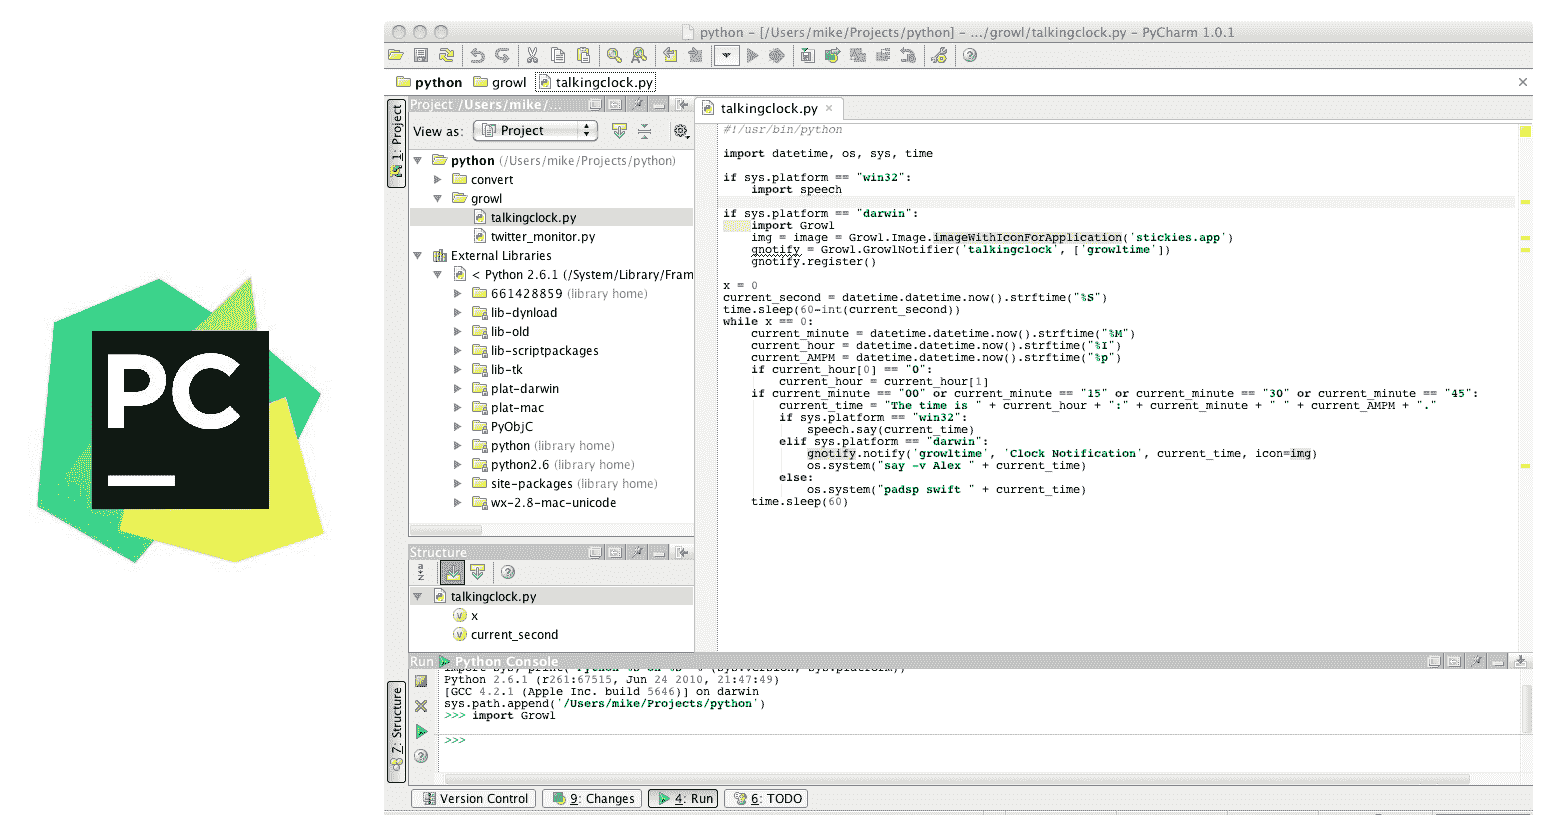 PC
python – [/Users/mike/Projects/python] – .../growl/talkingclock.py – PyCharm 1.0.1
python growl talkingclock.py
1: Project
Project /Users/mike/...
View as: Project
python (/Users/mike/Projects/python)
convert
growl
talkingclock.py
twitter_monitor.py
External Libraries
< Python 2.6.1 (/System/Library/Fram
661428859 (library home)
lib-dynload
lib-old
lib-scriptpackages
lib-tk
plat-darwin
plat-mac
PyObjC
python (library home)
python2.6 (library home)
site-packages (library home)
wx-2.8-mac-unicode
talkingclock.py
#!/usr/bin/python
import datetime, os, sys, time
if sys.platform == "win32":
import speech
if sys.platform == "darwin":
import Growl
img = image = Growl.Image.imageWithIconForApplication('stickies.app')
gnotify = Growl.GrowlNotifier('talkingclock', ['growltime'])
gnotify.register()
x = 0
current_second = datetime.datetime.now().strftime("%S")
time.sleep(60-int(current_second))
while x == 0:
current_minute = datetime.datetime.now().strftime("%M")
current_hour = datetime.datetime.now().strftime("%I")
current_AMPM = datetime.datetime.now().strftime("%p")
if current_hour[0] == "0":
current_hour = current_hour[1]
if current_minute == "00" or current_minute == "15" or current_minute == "30" or current_minute == "45":
current_time = "The time is " + current_hour + ":" + current_minute + " " + current_AMPM + "."
if sys.platform == "win32":
speech.say(current_time)
elif sys.platform == "darwin":
gnotify.notify('growltime', 'Clock Notification', current_time, icon=img)
os.system("say -v Alex " + current_time)
else:
os.system("padsp swift " + current_time)
time.sleep(60)
Structure
talkingclock.py
x
current_second
7: Structure
Run Python Console
Python 2.6.1 (r261:67515, Jun 24 2010, 21:47:49)
[GCC 4.2.1 (Apple Inc. build 5646)] on darwin
sys.path.append('/Users/mike/Projects/python')
>>> import Growl
>>>
Version Control 9: Changes 4: Run 6: TODO